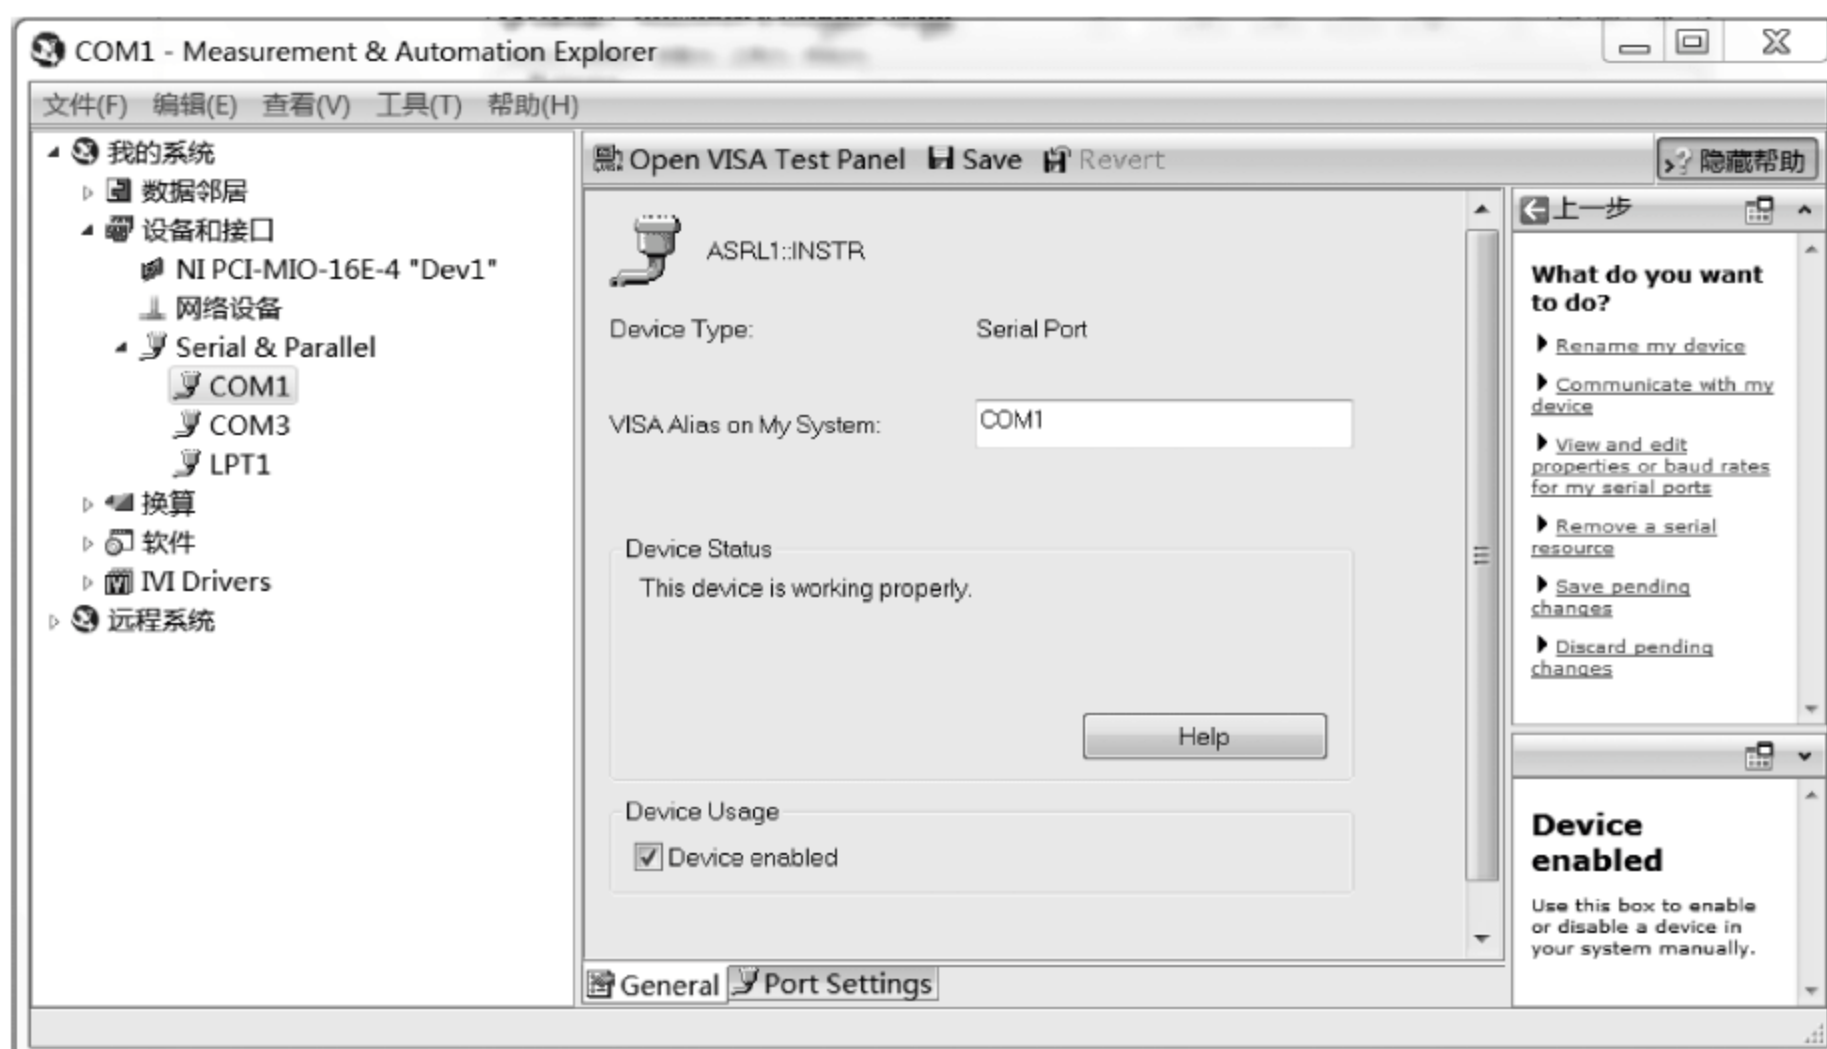 COM1 - Measurement & Automation Explorer
文件(F) 编辑(E) 查看(V) 工具(T) 帮助(H)
我的系统
数据邻居
设备和接口
NI PCI-MIO-16E-4 "Dev1"
网络设备
Serial & Parallel
COM1
COM3
LPT1
换算
软件
IVI Drivers
远程系统
Open VISA Test Panel Save Revert
隐藏帮助
ASRL1::INSTR
Device Type: Serial Port
VISA Alias on My System: COM1
Device Status
This device is working properly.
Help
Device Usage
Device enabled
General Port Settings
上一步
What do you want
to do?
Rename my device
Communicate with my
device
View and edit
properties or baud rates
for my serial ports
Remove a serial
resource
Save pending
changes
Discard pending
changes
Device
enabled
Use this box to enable
or disable a device in
your system manually.